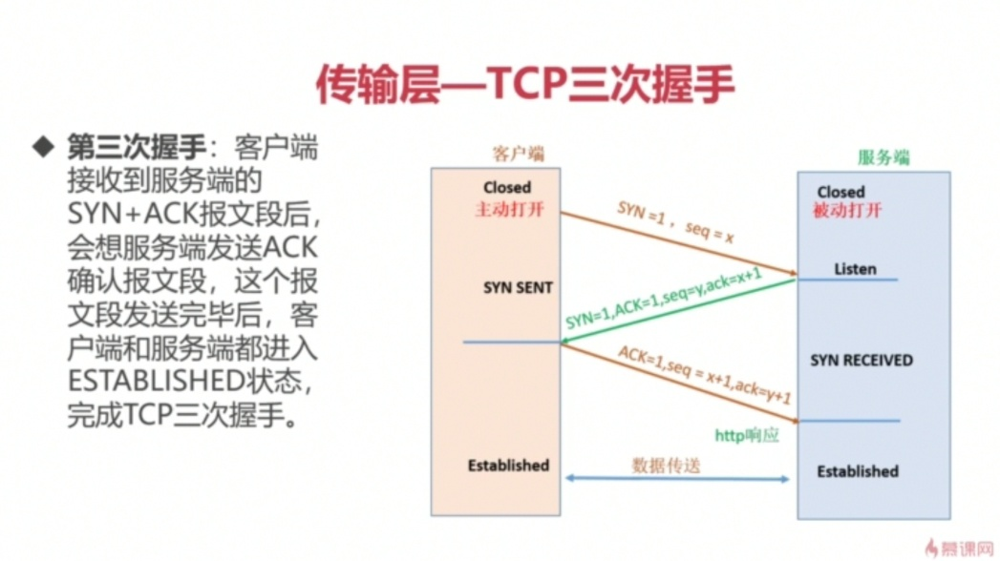 传输层—TCP三次握手
◆ 第三次握手：客户端
接收到服务端的
SYN+ACK报文段后，
会想服务端发送ACK
确认报文段，这个报
文段发送完毕后，客
户端和服务端都进入
ESTABLISHED状态，
完成TCP三次握手。
客户端
服务端
Closed
主动打开
Closed
被动打开
SYN =1 ， seq = x
Listen
SYN SENT
SYN=1,ACK=1,seq=y,ack=x+1
ACK=1,seq = x+1,ack=y+1
SYN RECEIVED
http响应
Established
数据传送
Established
慕课网